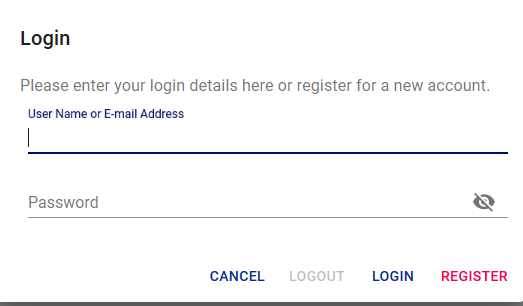 Login
Please enter your login details here or register for a new account.
User Name or E-mail Address
Password
CANCEL LOGOUT LOGIN REGISTER